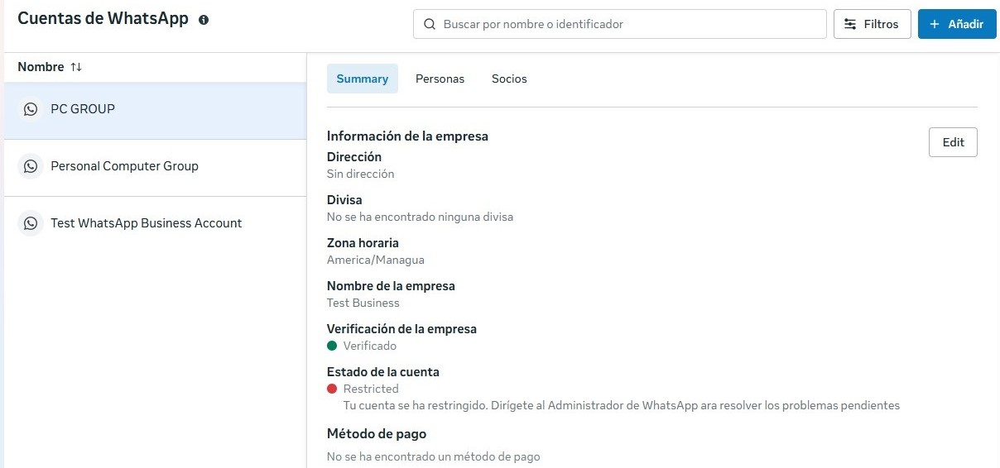 Cuentas de WhatsApp
Buscar por nombre o identificador
Filtros
+ Añadir
Nombre ↑↓
PC GROUP
Personal Computer Group
Test WhatsApp Business Account
Summary Personas Socios
Información de la empresa
Edit
Dirección
Sin dirección
Divisa
No se ha encontrado ninguna divisa
Zona horaria
America/Managua
Nombre de la empresa
Test Business
Verificación de la empresa
Verificado
Estado de la cuenta
Restricted
Tu cuenta se ha restringido. Dirígete al Administrador de WhatsApp ara resolver los problemas pendientes
Método de pago
No se ha encontrado un método de pago